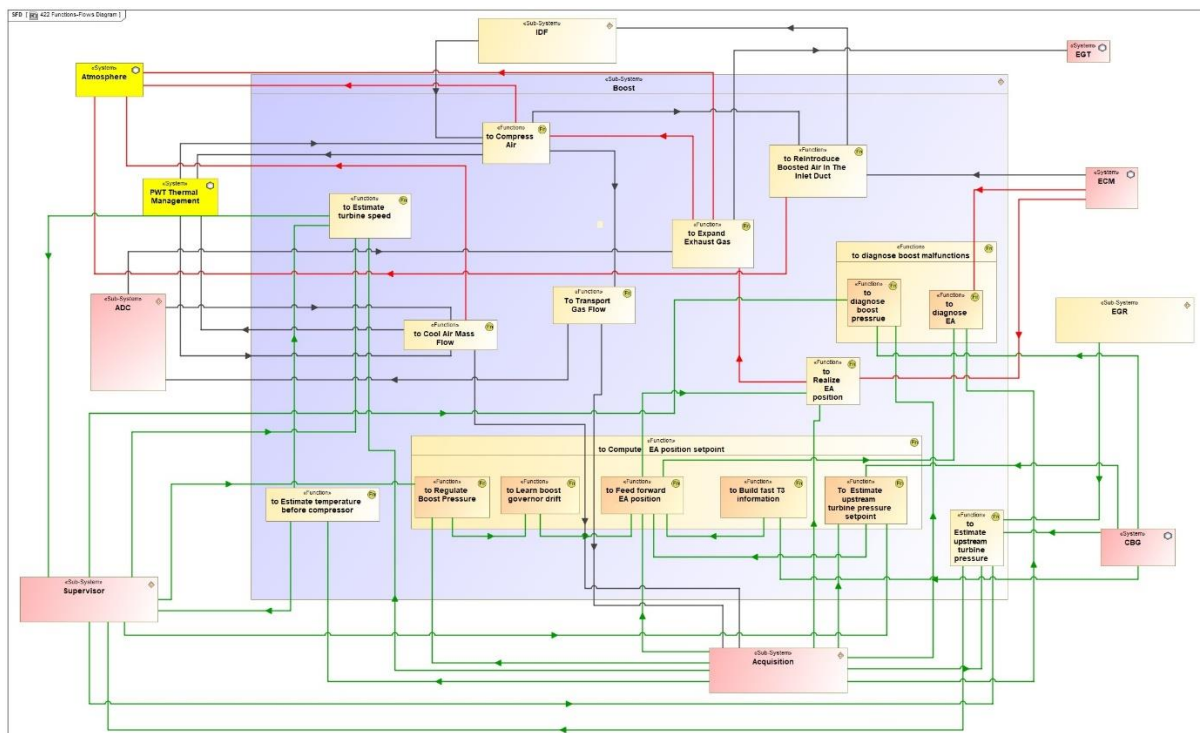 SFD [ 422 Functions-Flows Diagram ]
«Sub-System»
IDF
«System»
EGT
«System»
Atmosphere
«Sub-System»
Boost
«Function»
to Compress
Air
«Function»
to Reintroduce
Boosted Air in The
Inlet Duct
«System»
ECM
«System»
PWT Thermal
Management
«Function»
to Estimate
turbine speed
«Function»
to Expand
Exhaust Gas
«Function»
to diagnose boost malfunctions
«Function»
to
diagnose
boost
pressrue
«Function»
to
diagnose
EA
«Sub-System»
ADC
«Function»
To Transport
Gas Flow
«Sub-System»
EGR
«Function»
to Cool Air Mass
Flow
«Function»
to
Realize
EA
position
«Function»
to Compute EA position setpoint
«Function»
to Regulate
Boost Pressure
«Function»
to Learn boost
governor drift
«Function»
to Feed forward
EA position
«Function»
to Build fast T3
information
«Function»
To Estimate
upstream
turbine pressure
setpoint
«Function»
to Estimate temperature
before compressor
«Function»
to
Estimate
upstream
turbine
pressure
«System»
CBG
«Sub-System»
Supervisor
«Sub-System»
Acquisition